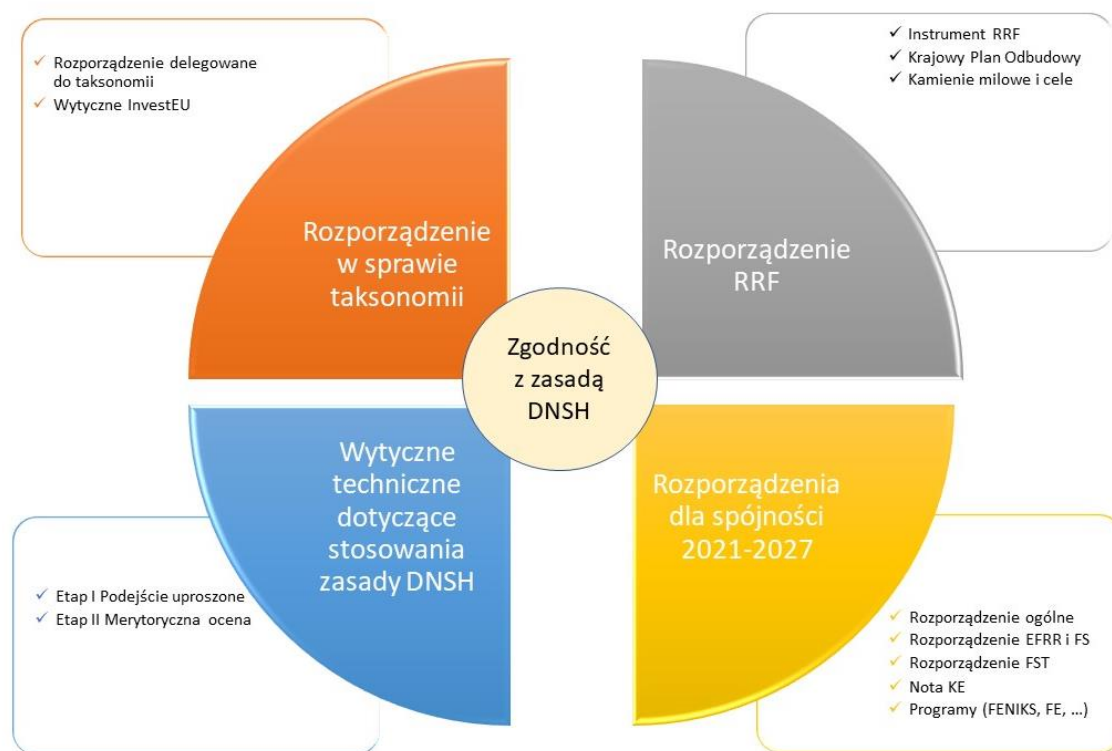 Rozporządzenie delegowane
do taksonomii
Wytyczne InvestEU
Instrument RRF
Krajowy Plan Odbudowy
Kamienie milowe i cele
Rozporządzenie
w sprawie
taksonomii
Rozporządzenie
RRF
Zgodność
z zasadą
DNSH
Wytyczne
techniczne
dotyczące
stosowania
zasady DNSH
Rozporządzenia
dla spójności
2021-2027
Etap I Podejście uproszone
Etap II Merytoryczna ocena
Rozporządzenie ogólne
Rozporządzenie EFRR i FS
Rozporządzenie FST
Nota KE
Programy (FENIKS, FE, ...)